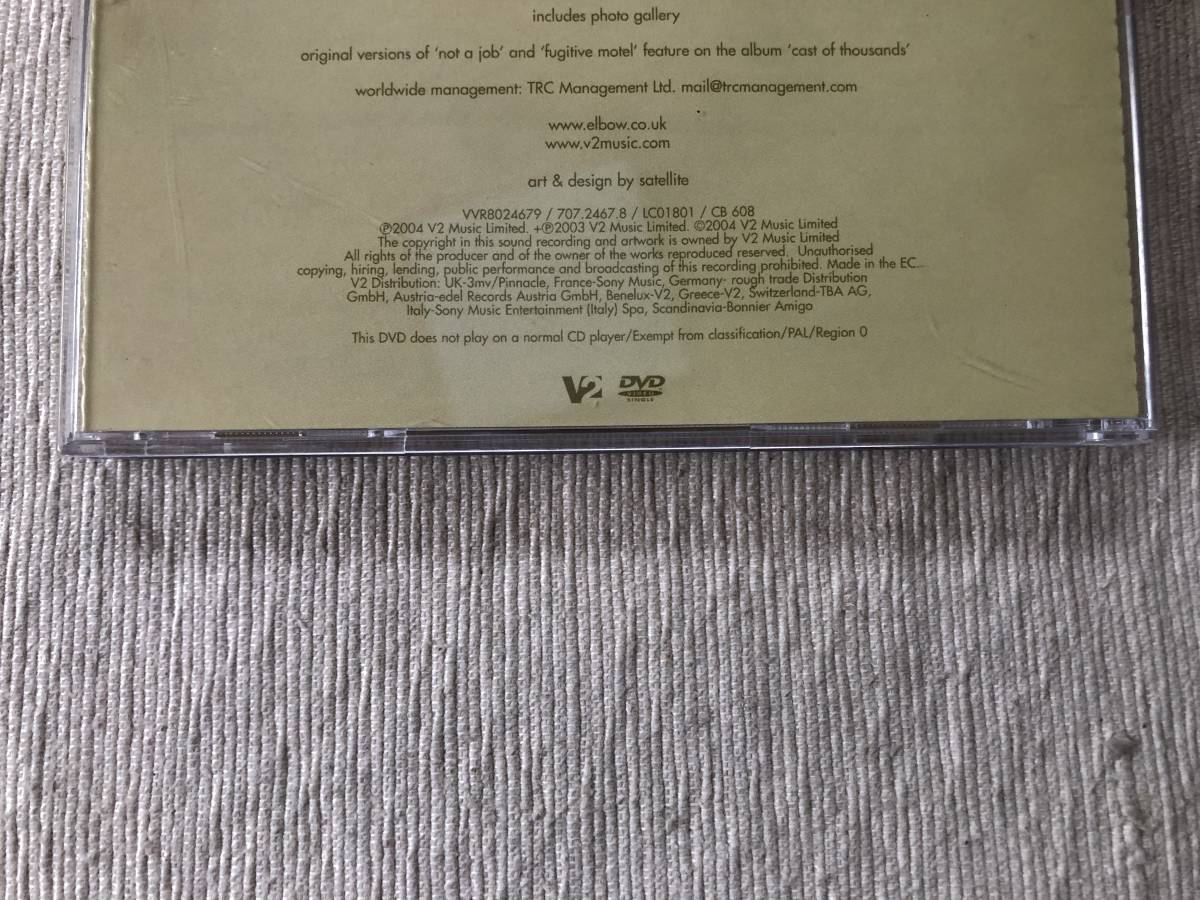 includes photo gallery
original versions of ‘not a job’ and ‘fugitive motel’ feature on the album ‘cast of thousands’
worldwide management: TRC Management Ltd. mail@trcmanagement.com
www.elbow.co.uk
www.v2music.com
art & design by satellite
VVR8024679 / 707.2467.8 / LC01801 / CB 608
℗2004 V2 Music Limited. +℗2003 V2 Music Limited. ©2004 V2 Music Limited
The copyright in this sound recording and artwork is owned by V2 Music Limited
All rights of the producer and of the owner of the works reproduced reserved. Unauthorised
copying, hiring, lending, public performance and broadcasting of this recording prohibited. Made in the EC.
V2 Distribution: UK-3mv/Pinnacle, France-Sony Music, Germany- rough trade Distribution
GmbH, Austria-edel Records Austria GmbH, Benelux-V2, Greece-V2, Switzerland-TBA AG,
Italy-Sony Music Entertainment (Italy) Spa, Scandinavia-Bonnier Amigo
This DVD does not play on a normal CD player/Exempt from classification/PAL/Region 0
V2 DVD
VIDEO
SINGLE